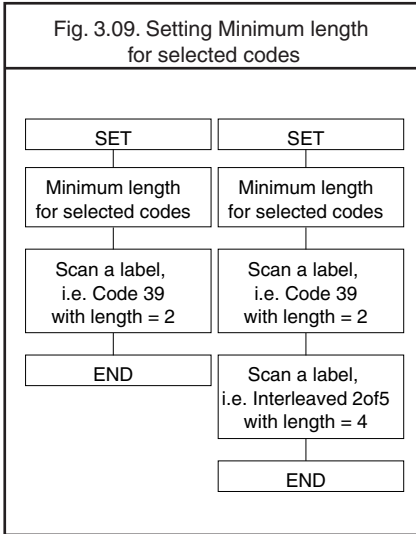 Fig. 3.09. Setting Minimum length
for selected codes
SET
Minimum length
for selected codes
Scan a label,
i.e. Code 39
with length = 2
END
SET
Minimum length
for selected codes
Scan a label,
i.e. Code 39
with length = 2
Scan a label,
i.e. Interleaved 2of5
with length = 4
END